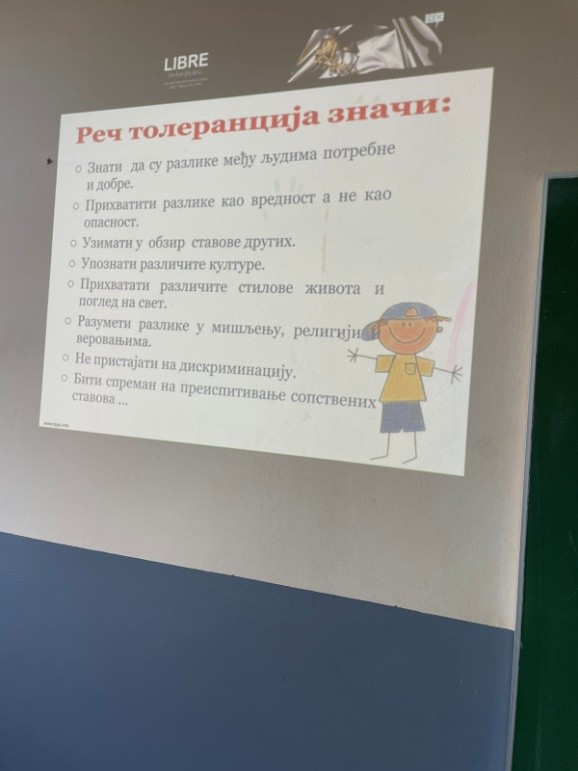 LIBRE
Реч толеранција значи:
○ Знати да су разлике међу људима потребне
и добре.
○ Прихватити разлике као вредност а не као
опасност.
○ Узимати у обзир ставове других.
○ Упознати различите културе.
○ Прихватати различите стилове живота и
поглед на свет.
○ Разумети разлике у мишљењу, религији и
веровањима.
○ Не пристајати на дискриминацију.
○ Бити спреман на преиспитивање сопствених
ставова ...